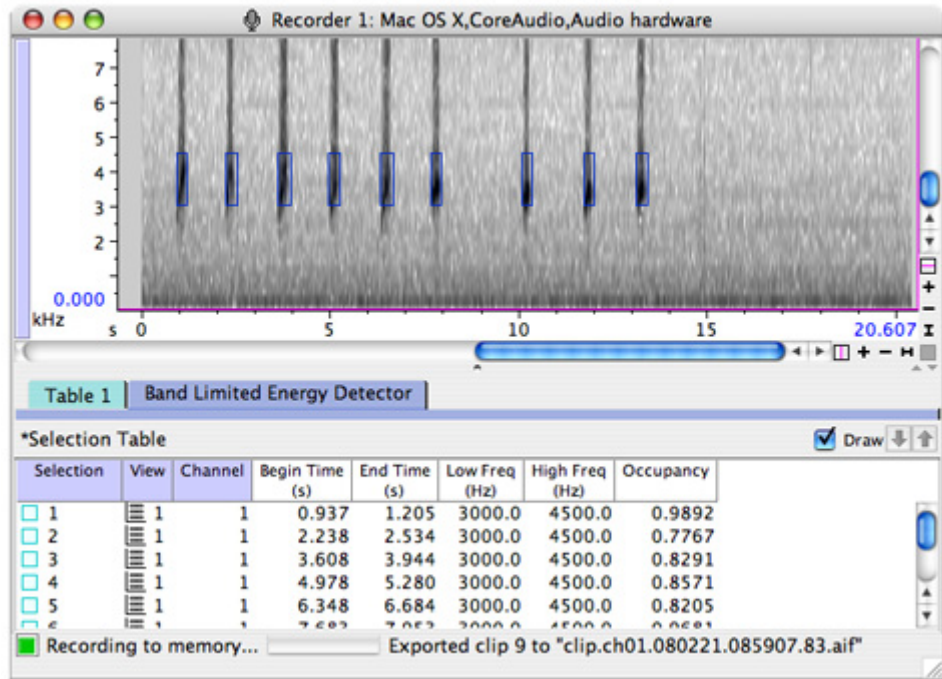 Recorder 1: Mac OS X,CoreAudio,Audio hardware
7
6
5
4
3
2
0.000
kHz
s 0 5 10 15 20.607
Table 1 Band Limited Energy Detector
*Selection Table Draw
Selection View Channel Begin Time End Time Low Freq High Freq Occupancy
(s) (s) (Hz) (Hz)
1 1 1 0.937 1.205 3000.0 4500.0 0.9892
2 1 1 2.238 2.534 3000.0 4500.0 0.7767
3 1 1 3.608 3.944 3000.0 4500.0 0.8291
4 1 1 4.978 5.280 3000.0 4500.0 0.8571
5 1 1 6.348 6.684 3000.0 4500.0 0.8205
Recording to memory... Exported clip 9 to "clip.ch01.080221.085907.83.aif"